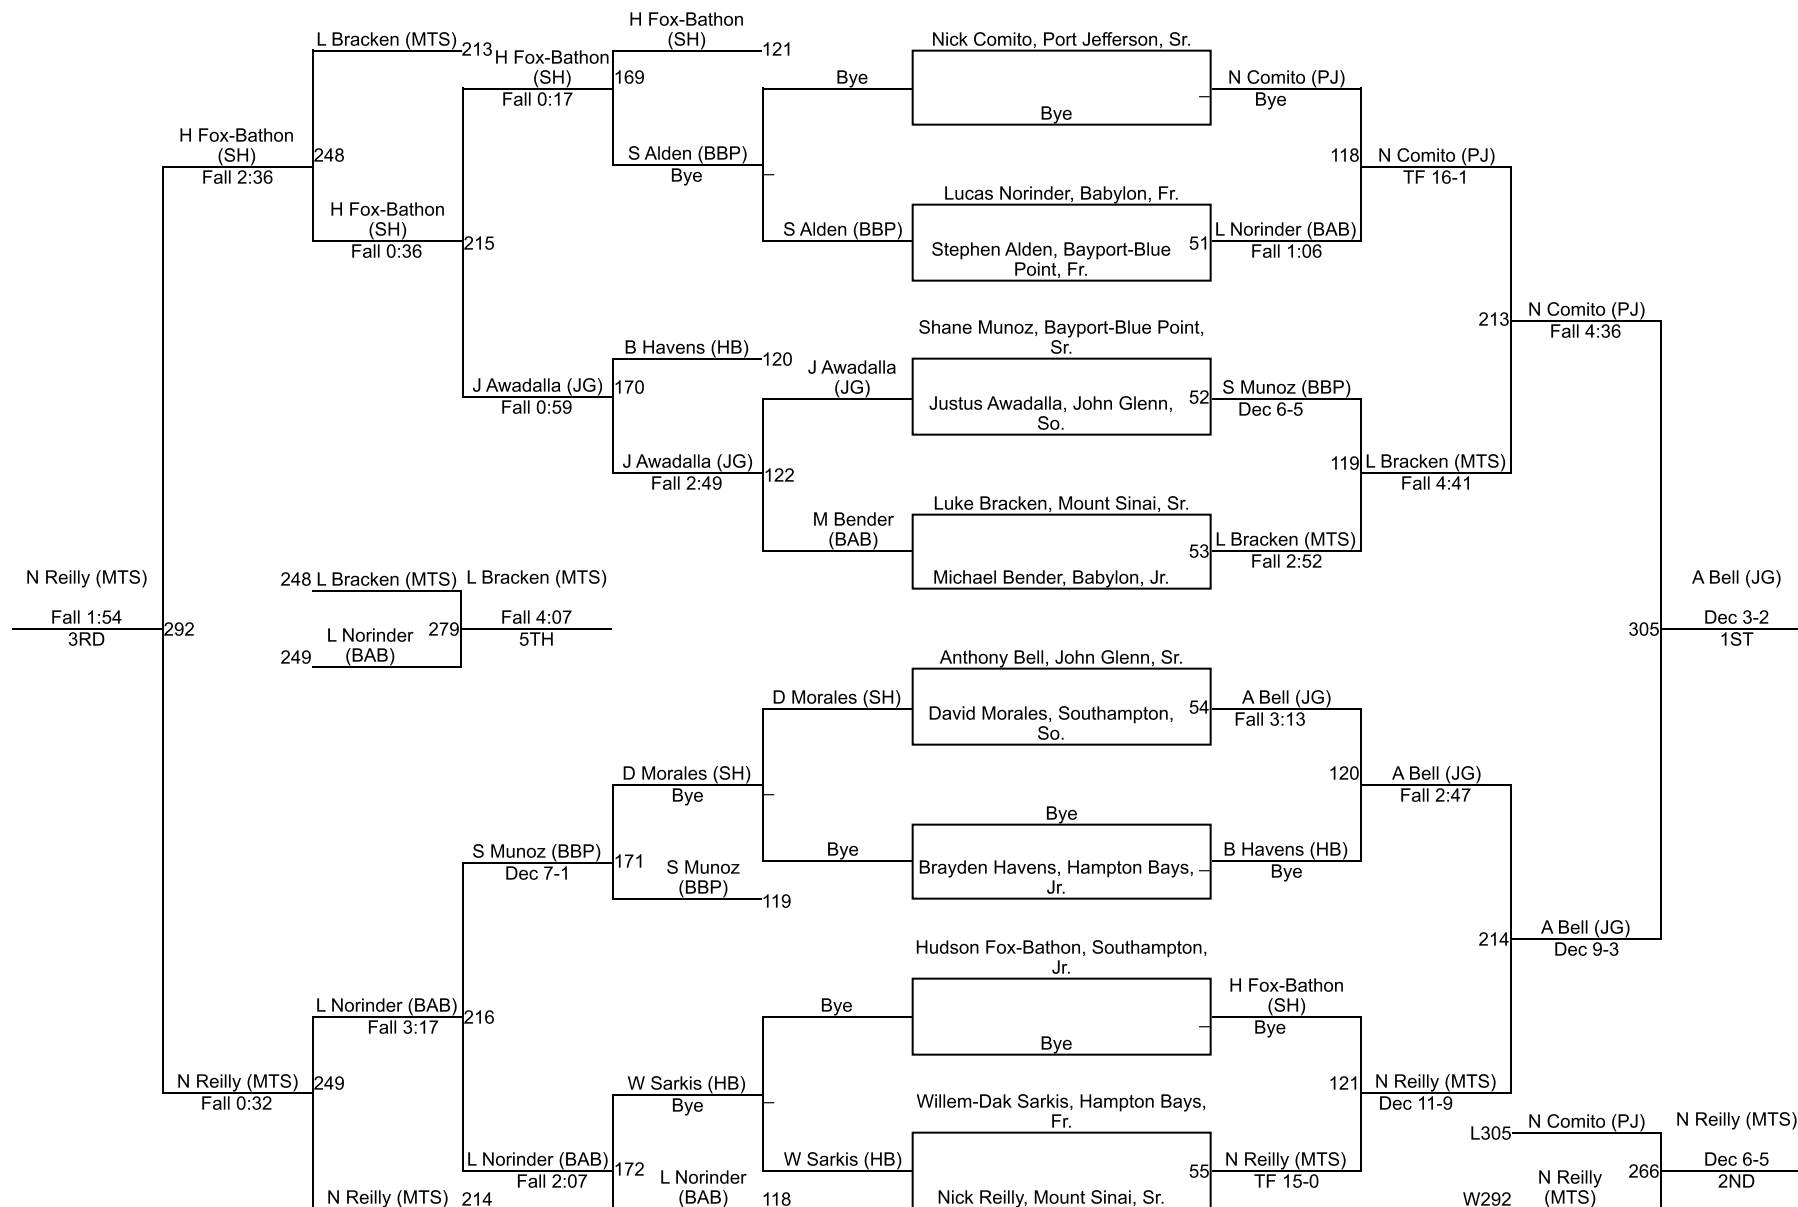 H Fox-Bathon
(SH)
L Bracken (MTS)
213
H Fox-Bathon
(SH)
Fall 0:17
169
121
Nick Comito, Port Jefferson, Sr.
Bye
Bye
N Comito (PJ)
Bye
H Fox-Bathon
(SH)
Fall 2:36
248
S Alden (BBP)
Bye
118
N Comito (PJ)
TF 16-1
H Fox-Bathon
(SH)
Fall 0:36
215
S Alden (BBP)
Lucas Norinder, Babylon, Fr.
Stephen Alden, Bayport-Blue
Point, Fr.
51
L Norinder (BAB)
Fall 1:06
213
N Comito (PJ)
Fall 4:36
B Havens (HB)
120
J Awadalla
(JG)
Shane Munoz, Bayport-Blue Point,
Sr.
Justus Awadalla, John Glenn,
So.
52
S Munoz (BBP)
Dec 6-5
J Awadalla (JG)
Fall 0:59
170
J Awadalla (JG)
Fall 2:49
122
119
L Bracken (MTS)
Fall 4:41
M Bender
(BAB)
Luke Bracken, Mount Sinai, Sr.
Michael Bender, Babylon, Jr.
53
L Bracken (MTS)
Fall 2:52
N Reilly (MTS)
Fall 1:54
3RD
292
248
L Bracken (MTS)
249
L Norinder
(BAB)
279
L Bracken (MTS)
Fall 4:07
5TH
305
A Bell (JG)
Dec 3-2
1ST
D Morales (SH)
Anthony Bell, John Glenn, Sr.
David Morales, Southampton,
So.
54
A Bell (JG)
Fall 3:13
D Morales (SH)
Bye
120
A Bell (JG)
Fall 2:47
S Munoz (BBP)
Dec 7-1
171
S Munoz
(BBP)
119
Bye
Bye
Brayden Havens, Hampton Bays,
Jr.
B Havens (HB)
Bye
214
A Bell (JG)
Dec 9-3
L Norinder (BAB)
Fall 3:17
216
Bye
Hudson Fox-Bathon, Southampton,
Jr.
Bye
H Fox-Bathon
(SH)
Bye
N Reilly (MTS)
Fall 0:32
249
W Sarkis (HB)
Bye
121
N Reilly (MTS)
Dec 11-9
L Norinder (BAB)
Fall 2:07
172
L Norinder
(BAB)
118
W Sarkis (HB)
Willem-Dak Sarkis, Hampton Bays,
Fr.
Nick Reilly, Mount Sinai, Sr.
55
N Reilly (MTS)
TF 15-0
N Reilly (MTS)
214
L305
N Comito (PJ)
W292
N Reilly
(MTS)
266
N Reilly (MTS)
Dec 6-5
2ND